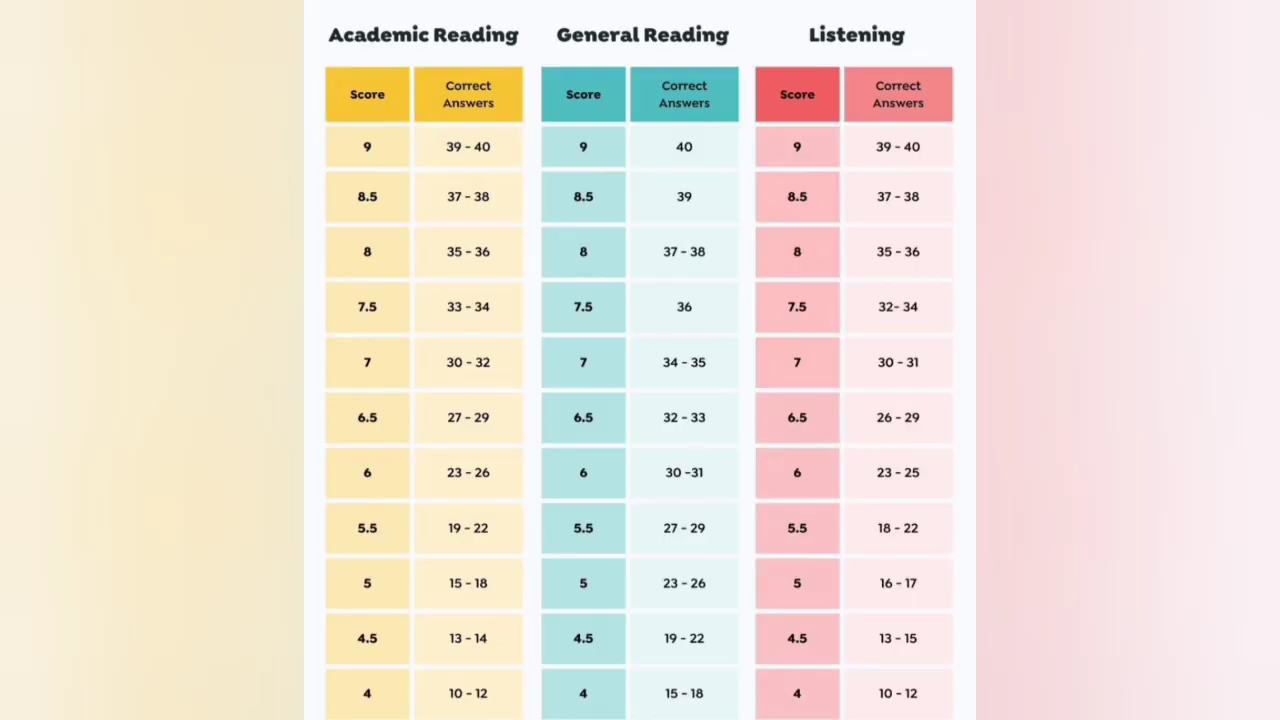 Academic Reading General Reading Listening
Score Correct Answers Score Correct Answers Score Correct Answers
9 39 - 40 9 40 9 39 - 40
8.5 37 - 38 8.5 39 8.5 37 - 38
8 35 - 36 8 37 - 38 8 35 - 36
7.5 33 - 34 7.5 36 7.5 32- 34
7 30 - 32 7 34 - 35 7 30 - 31
6.5 27 - 29 6.5 32 - 33 6.5 26 - 29
6 23 - 26 6 30 -31 6 23 - 25
5.5 19 - 22 5.5 27 - 29 5.5 18 - 22
5 15 - 18 5 23 - 26 5 16 - 17
4.5 13 - 14 4.5 19 - 22 4.5 13 - 15
4 10 - 12 4 15 - 18 4 10 - 12